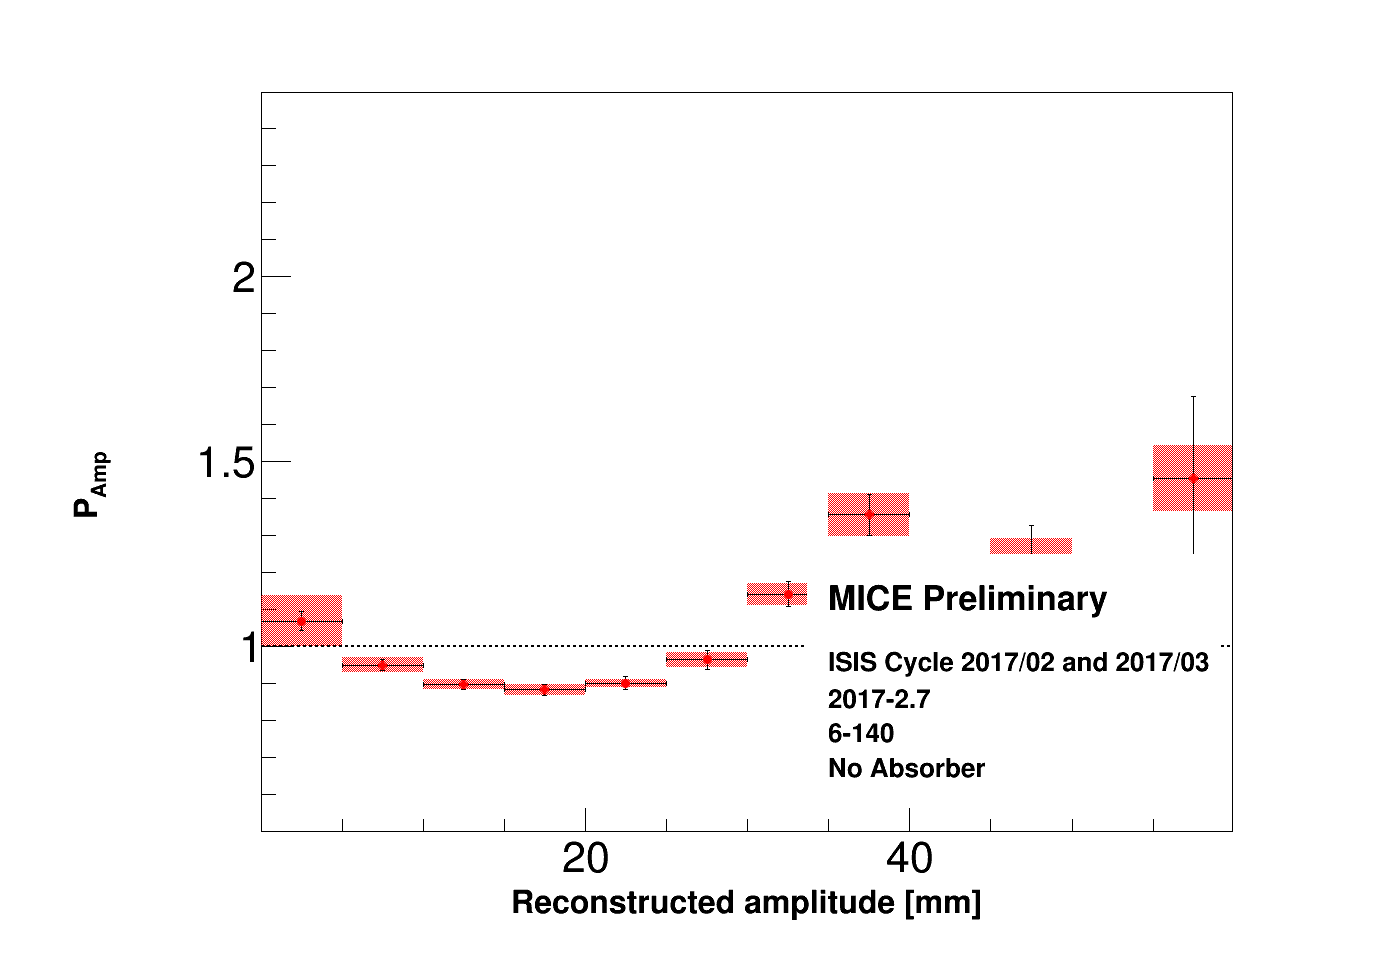 2
1.5
1
P_Amp
MICE Preliminary
ISIS Cycle 2017/02 and 2017/03
2017-2.7
6-140
No Absorber
20 40
Reconstructed amplitude [mm]